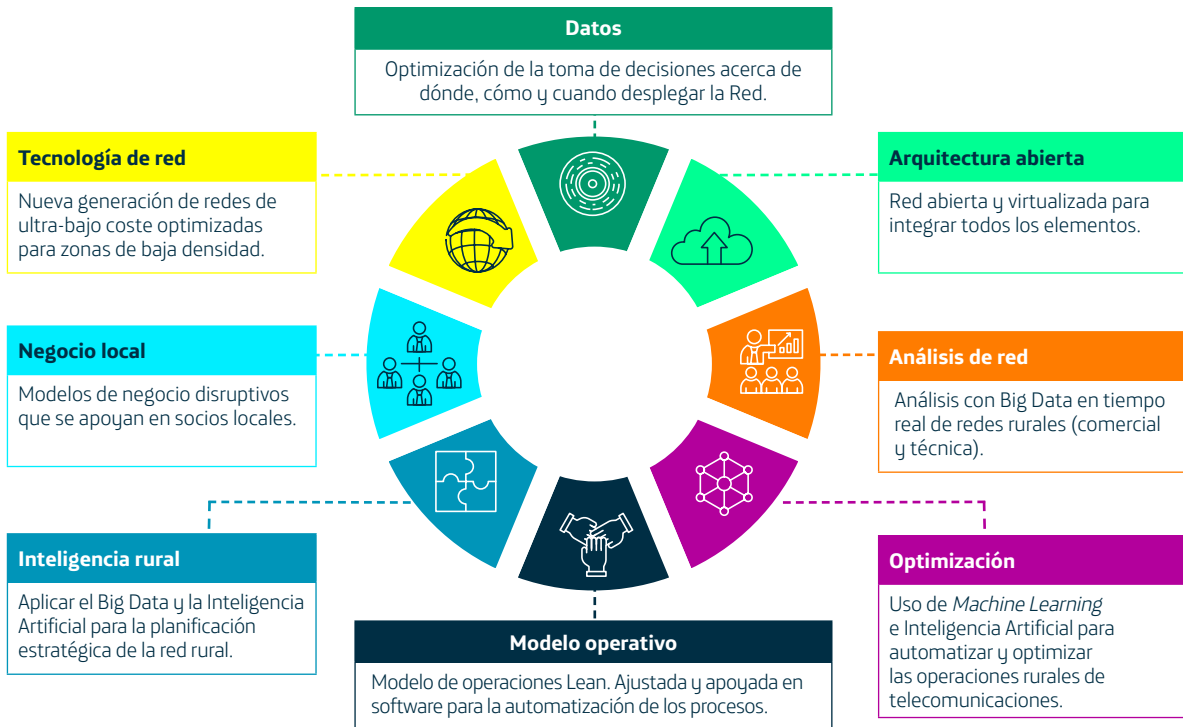 Datos
Optimización de la toma de decisiones acerca de
dónde, cómo y cuando desplegar la Red.
Tecnología de red
Nueva generación de redes de
ultra-bajo coste optimizadas
para zonas de baja densidad.
Arquitectura abierta
Red abierta y virtualizada para
integrar todos los elementos.
Negocio local
Modelos de negocio disruptivos
que se apoyan en socios locales.
Análisis de red
Análisis con Big Data en tiempo
real de redes rurales (comercial
y técnica).
Inteligencia rural
Aplicar el Big Data y la Inteligencia
Artificial para la planificación
estratégica de la red rural.
Modelo operativo
Modelo de operaciones Lean. Ajustada y apoyada en
software para la automatización de los procesos.
Optimización
Uso de Machine Learning
e Inteligencia Artificial para
automatizar y optimizar
las operaciones rurales de
telecomunicaciones.